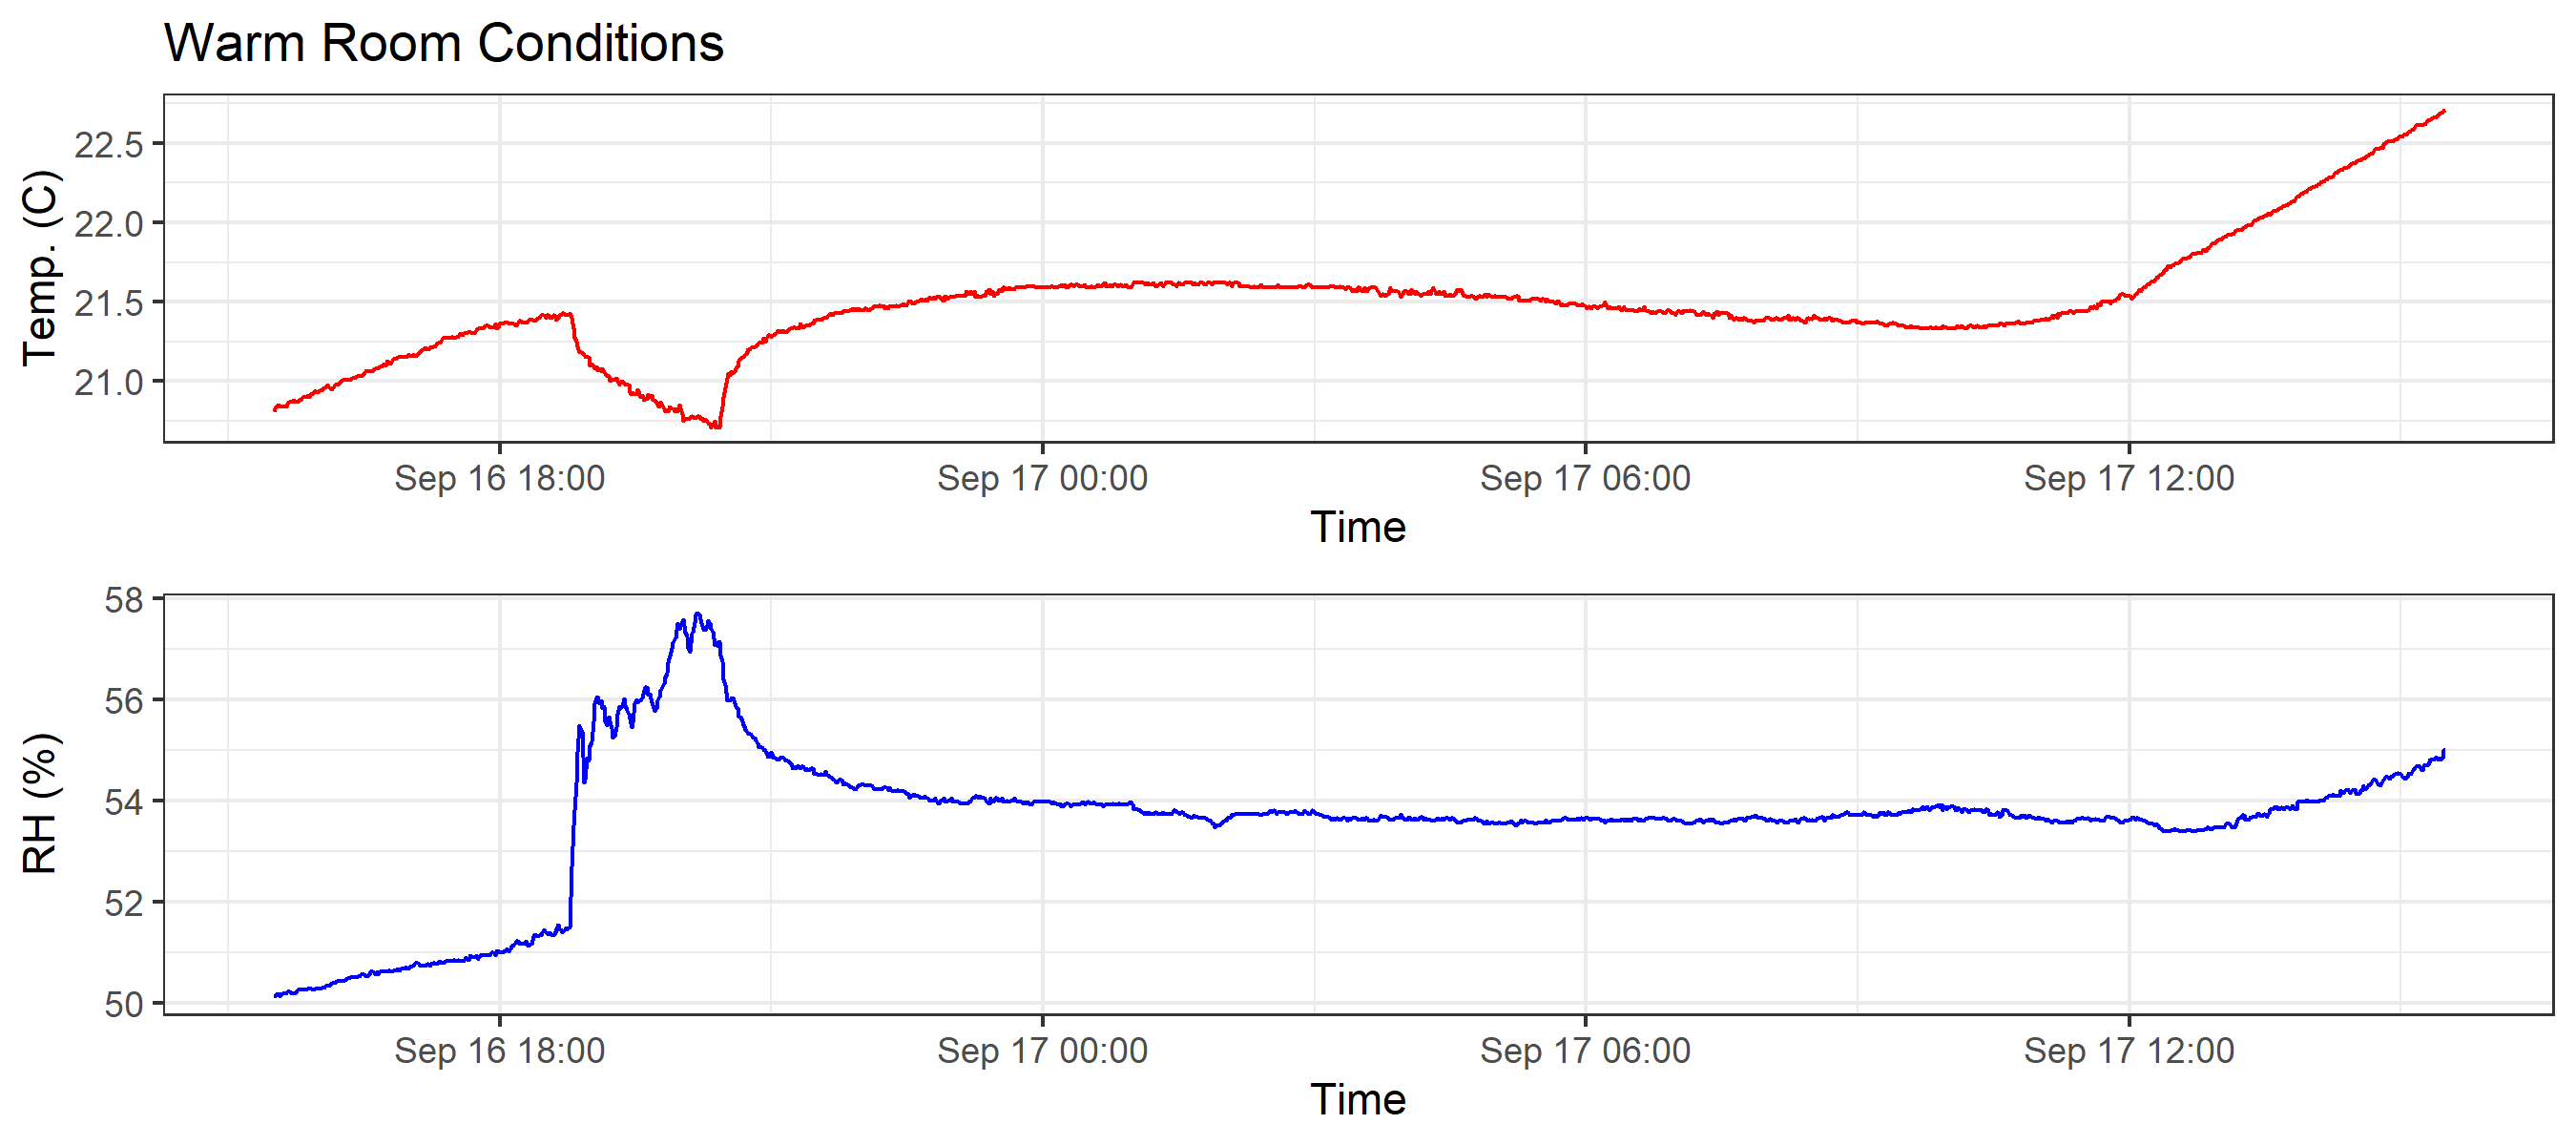 Warm Room Conditions
Temp. (C)
22.5
22.0
21.5
21.0
Sep 16 18:00 Sep 17 00:00 Sep 17 06:00 Sep 17 12:00
Time
RH (%)
58
56
54
52
50
Sep 16 18:00 Sep 17 00:00 Sep 17 06:00 Sep 17 12:00
Time